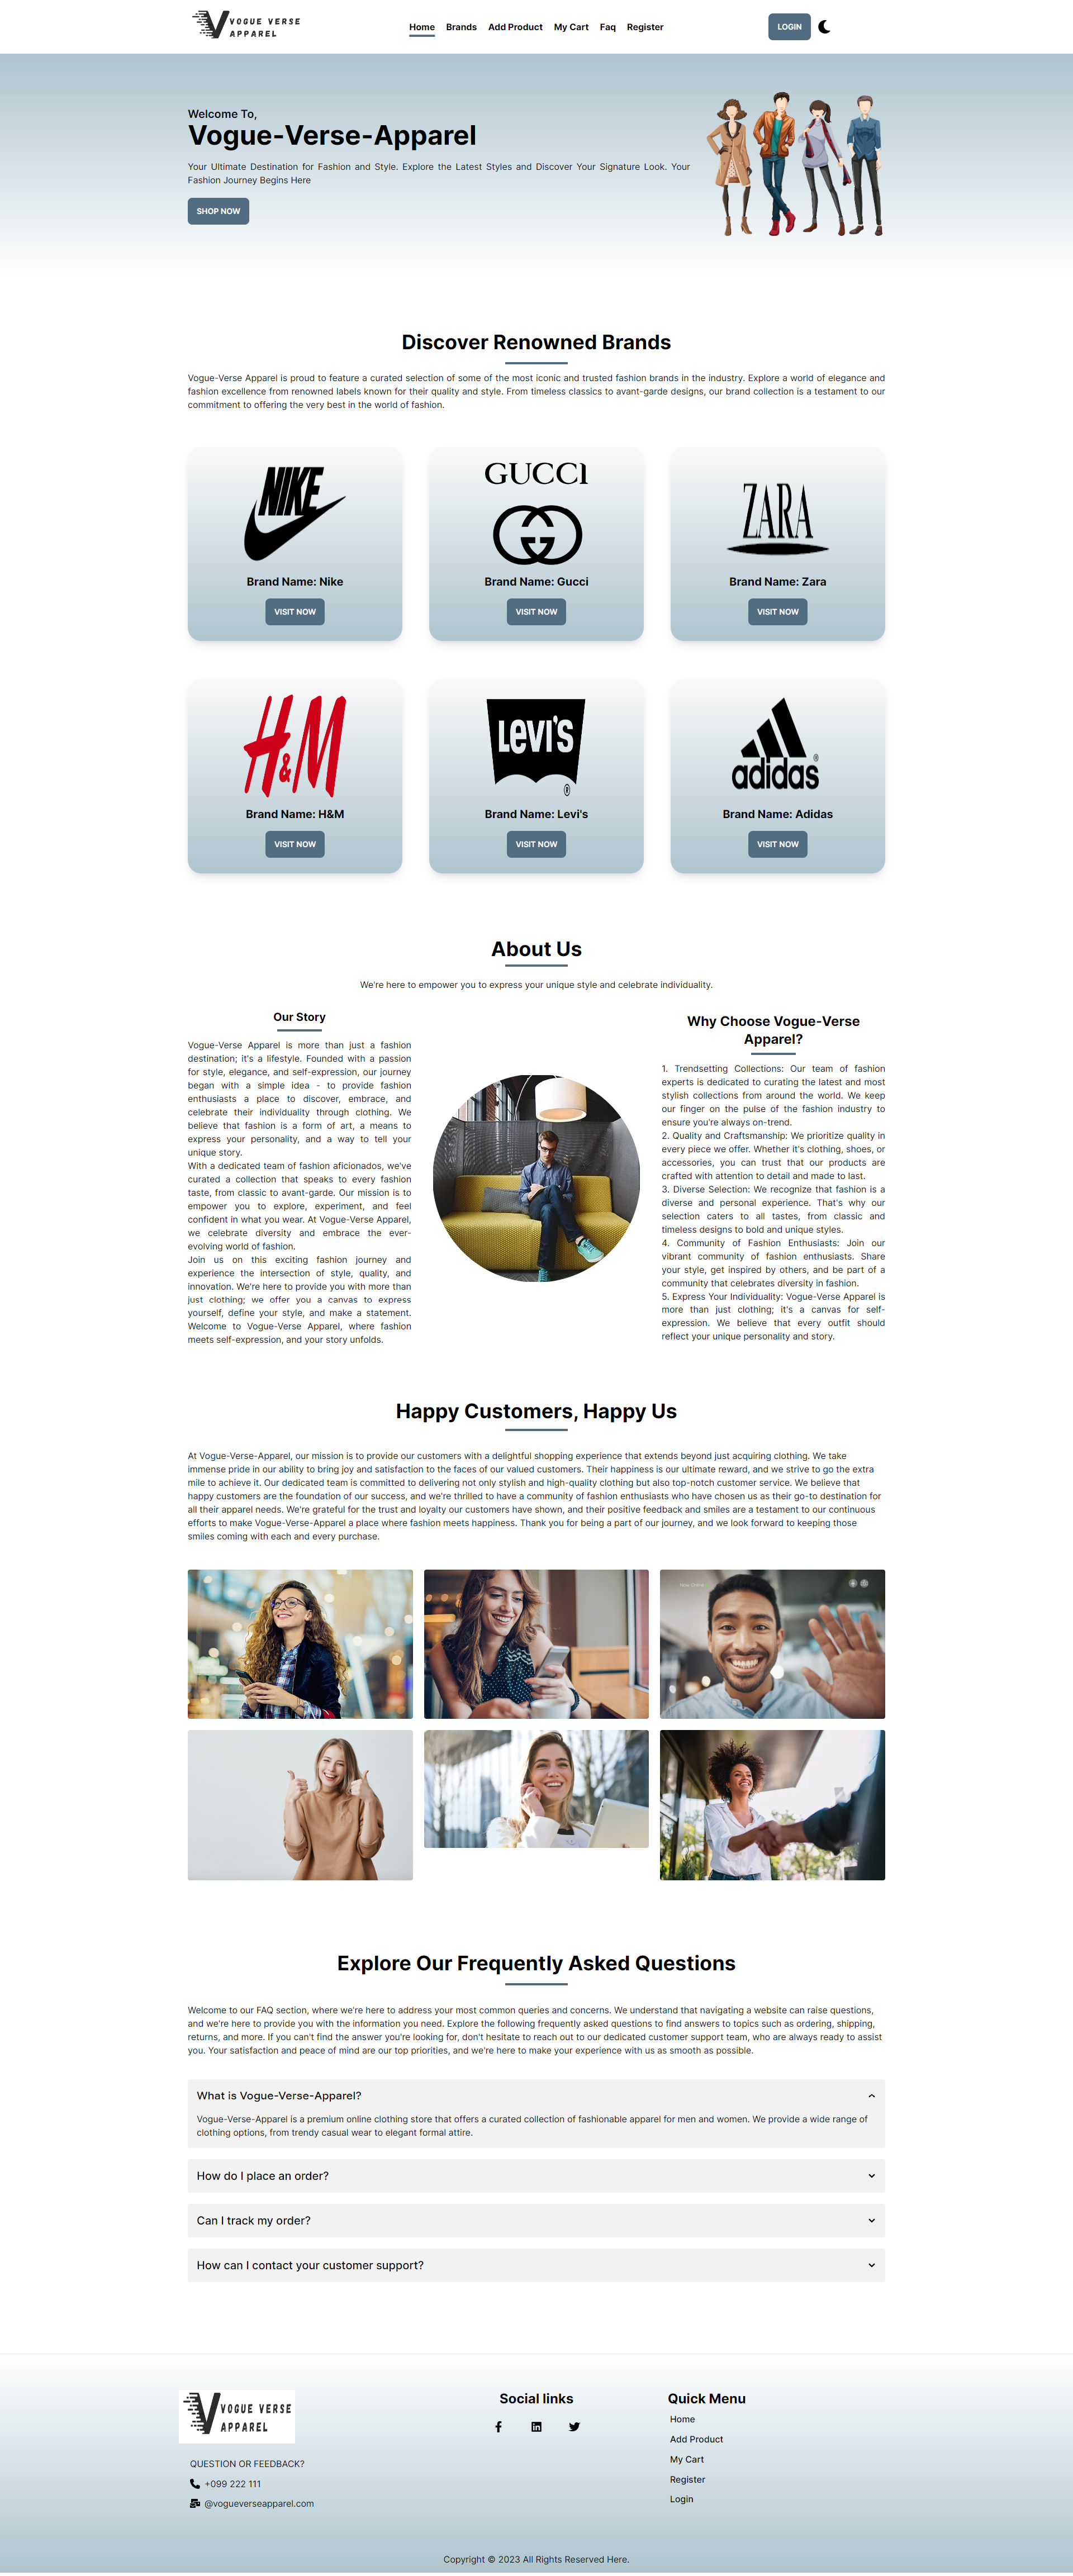 VOGUE VERSE
APPAREL
Home Brands Add Product My Cart Faq Register
LOGIN
Welcome To,
Vogue-Verse-Apparel
Your Ultimate Destination for Fashion and Style. Explore the Latest Styles and Discover Your Signature Look. Your
Fashion Journey Begins Here
SHOP NOW
Discover Renowned Brands
Vogue-Verse Apparel is proud to feature a curated selection of some of the most iconic and trusted fashion brands in the industry. Explore a world of elegance and
fashion excellence from renowned labels known for their quality and style. From timeless classics to avant-garde designs, our brand collection is a testament to our
commitment to offering the very best in the world of fashion.
NIKE
Brand Name: Nike
VISIT NOW
GUCCI
Brand Name: Gucci
VISIT NOW
ZARA
Brand Name: Zara
VISIT NOW
H&M
Brand Name: H&M
VISIT NOW
LEVI'S
®
Brand Name: Levi's
VISIT NOW
adidas
®
Brand Name: Adidas
VISIT NOW
About Us
We're here to empower you to express your unique style and celebrate individuality.
Our Story
Vogue-Verse Apparel is more than just a fashion
destination; it's a lifestyle. Founded with a passion
for style, elegance, and self-expression, our journey
began with a simple idea - to provide fashion
enthusiasts a place to discover, embrace, and
celebrate their individuality through clothing. We
believe that fashion is a form of art, a means to
express your personality, and a way to tell your
unique story.
With a dedicated team of fashion aficionados, we've
curated a collection that speaks to every fashion
taste, from classic to avant-garde. Our mission is to
empower you to explore, experiment, and feel
confident in what you wear. At Vogue-Verse Apparel,
we celebrate diversity and embrace the ever-
evolving world of fashion.
Join us on this exciting fashion journey and
experience the intersection of style, quality, and
innovation. We're here to provide you with more than
just clothing; we offer you a canvas to express
yourself, define your style, and make a statement.
Welcome to Vogue-Verse Apparel, where fashion
meets self-expression, and your story unfolds.
Why Choose Vogue-Verse
Apparel?
1. Trendsetting Collections: Our team of fashion
experts is dedicated to curating the latest and most
stylish collections from around the world. We keep
our finger on the pulse of the fashion industry to
ensure you're always on-trend.
2. Quality and Craftsmanship: We prioritize quality in
every piece we offer. Whether it's clothing, shoes, or
accessories, you can trust that our products are
crafted with attention to detail and made to last.
3. Diverse Selection: We recognize that fashion is a
diverse and personal experience. That's why our
selection caters to all tastes, from classic and
timeless designs to bold and unique styles.
4. Community of Fashion Enthusiasts: Join our
vibrant community of fashion enthusiasts. Share
your style, get inspired by others, and be part of a
community that celebrates diversity in fashion.
5. Express Your Individuality: Vogue-Verse Apparel is
more than just clothing; it's a canvas for self-
expression. We believe that every outfit should
reflect your unique personality and story.
Happy Customers, Happy Us
At Vogue-Verse-Apparel, our mission is to provide our customers with a delightful shopping experience that extends beyond just acquiring clothing. We take
immense pride in our ability to bring joy and satisfaction to the faces of our valued customers. Their happiness is our ultimate reward, and we strive to go the extra
mile to achieve it. Our dedicated team is committed to delivering not only stylish and high-quality clothing but also top-notch customer service. We believe that
happy customers are the foundation of our success, and we're thrilled to have a community of fashion enthusiasts who have chosen us as their go-to destination for
all their apparel needs. We're grateful for the trust and loyalty our customers have shown, and their positive feedback and smiles are a testament to our continuous
efforts to make Vogue-Verse-Apparel a place where fashion meets happiness. Thank you for being a part of our journey, and we look forward to keeping those
smiles coming with each and every purchase.
Explore Our Frequently Asked Questions
Welcome to our FAQ section, where we're here to address your most common queries and concerns. We understand that navigating a website can raise questions,
and we're here to provide you with the information you need. Explore the following frequently asked questions to find answers to topics such as ordering, shipping,
returns, and more. If you can't find the answer you're looking for, don't hesitate to reach out to our dedicated customer support team, who are always ready to assist
you. Your satisfaction and peace of mind are our top priorities, and we're here to make your experience with us as smooth as possible.
What is Vogue-Verse-Apparel?
Vogue-Verse-Apparel is a premium online clothing store that offers a curated collection of fashionable apparel for men and women. We provide a wide range of
clothing options, from trendy casual wear to elegant formal attire.
How do I place an order?
Can I track my order?
How can I contact your customer support?
VOGUE VERSE
APPAREL
QUESTION OR FEEDBACK?
+099 222 111
@vogueverseapparel.com
Social links
Quick Menu
Home
Add Product
My Cart
Register
Login
Copyright © 2023 All Rights Reserved Here.